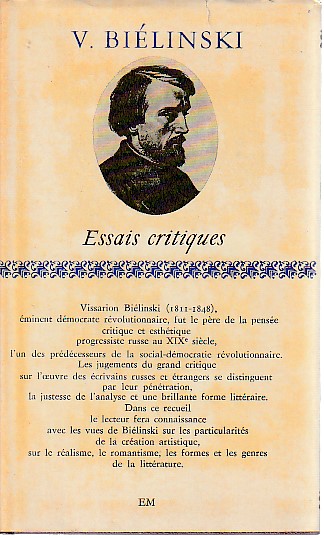 V. BIÉLINSKI
Essais critiques
Vissarion Biélinski (1811-1848),
éminent démocrate révolutionnaire, fut le père de la pensée
critique et esthétique
progressiste russe au XIXe siècle,
l'un des prédécesseurs de la social-démocratie révolutionnaire.
Les jugements du grand critique
sur l'œuvre des écrivains russes et étrangers se distinguent
par leur pénétration,
la justesse de l'analyse et une brillante forme littéraire.
Dans ce recueil
le lecteur fera connaissance
avec les vues de Biélinski sur les particularités
de la création artistique,
sur le réalisme, le romantisme, les formes et les genres
de la littérature.
EM